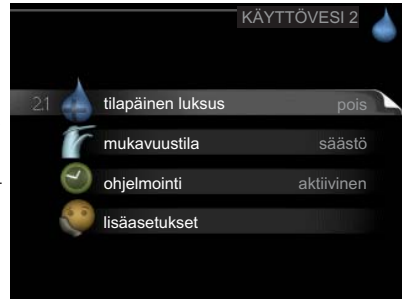 KÄYTTÖVESI 2
2.1 tilapäinen luksus pois
mukavuustila säästö
ohjelmointi aktiivinen
lisäasetukset